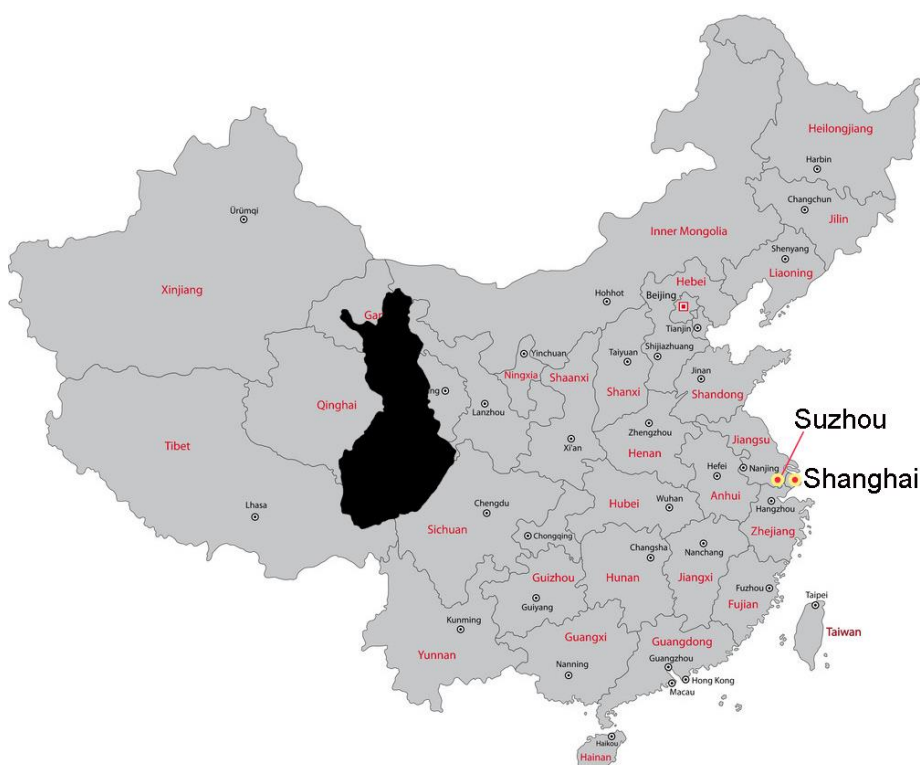 Heilongjiang
Harbin
Changchun
Jilin
Ürümqi
Inner Mongolia
Shenyang
Liaoning
Hebei
Xinjiang
Hohhot
Beijing
Tianjin
Yinchuan
Taiyuan
Shijiazhuang
Ningxia
Shaanxi
Jinan
Shanxi
Shandong
Qinghai
Lanzhou
Suzhou
Zhengzhou
Jiangsu
Tibet
Xi'an
Henan
Nanjing
Hefei
Shanghai
Anhui
Lhasa
Chengdu
Hubei
Wuhan
Hangzhou
Sichuan
Zhejiang
Chongqing
Changsha
Nanchang
Guizhou
Hunan
Jiangxi
Fuzhou
Guiyang
Fujian
Taipei
Kunming
Guangxi
Guangdong
Taiwan
Yunnan
Nanning
Guangzhou
Hong Kong
Macau
Haikou
Hainan